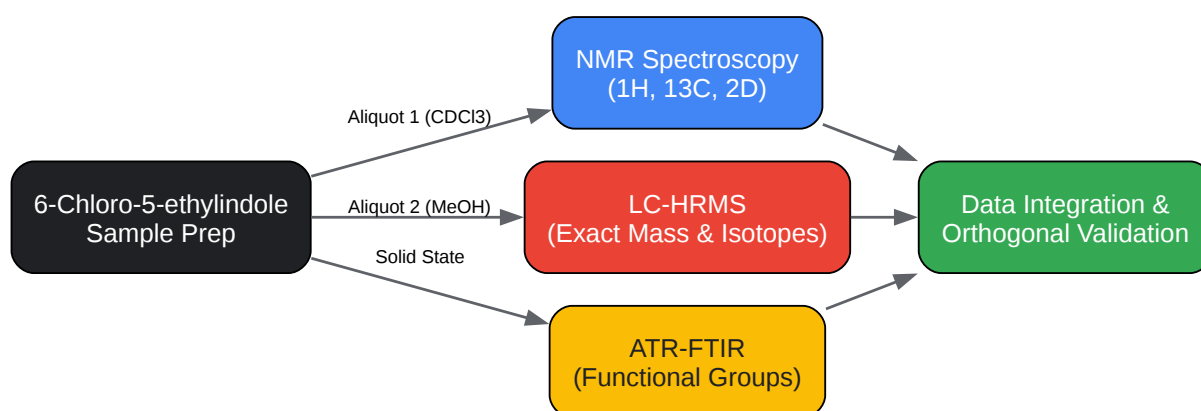 NMR Spectroscopy
(1H, 13C, 2D)
Aliquot 1 (CDCl3)
6-Chloro-5-ethylindole
Sample Prep
Aliquot 2 (MeOH)
LC-HRMS
(Exact Mass & Isotopes)
Data Integration &
Orthogonal Validation
Solid State
ATR-FTIR
(Functional Groups)